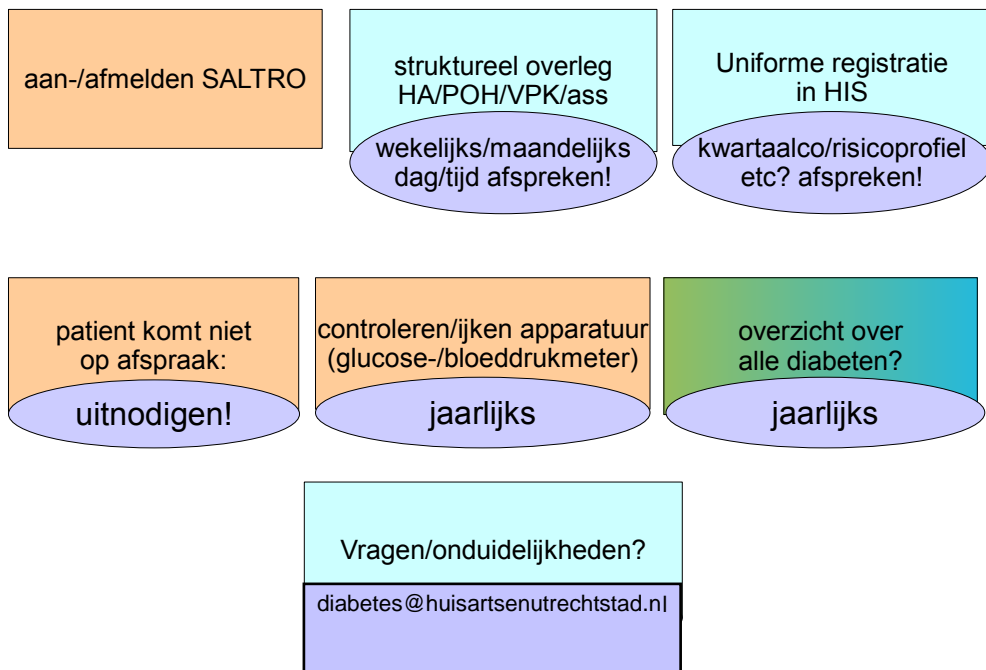 aan-/afmelden SALTRO
struktureel overleg
HA/POH/VPK/ass
wekelijks/maandelijks
dag/tijd afspreken!
Uniforme registratie
in HIS
kwartaalco/risicoprofiel
etc? afspreken!
patient komt niet
op afspraak:
uitnodigen!
controleren/ijken apparatuur
(glucose-/bloeddrukmeter)
jaarlijks
overzicht over
alle diabeten?
jaarlijks
Vragen/onduidelijkheden?
diabetes@huisartsenutrechtstad.nl